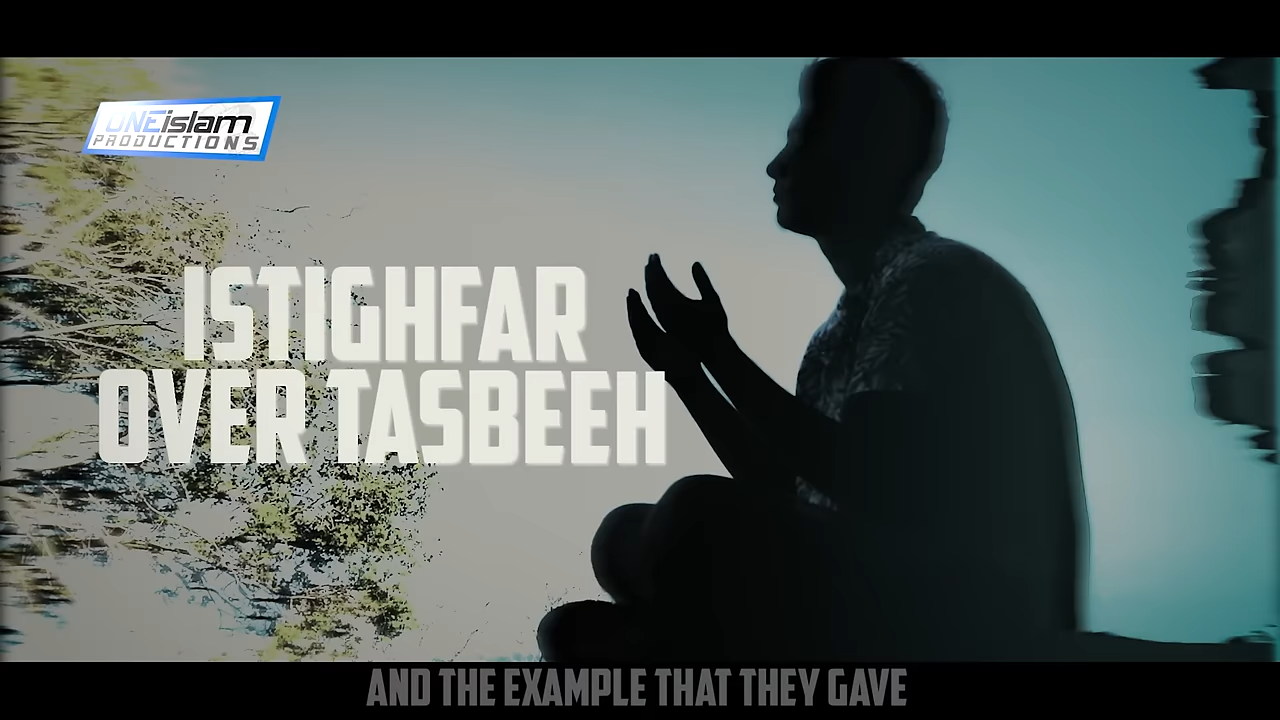 ONEislam
PRODUCTIONS
ISTIGHFAR
OVER TASBEEH
AND THE EXAMPLE THAT THEY GAVE